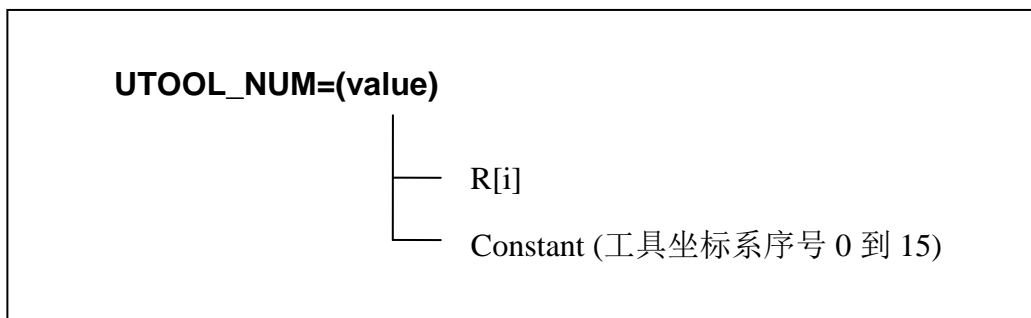 UTOOL_NUM=(value)
R[i]
Constant (工具坐标系序号 0 到 15)